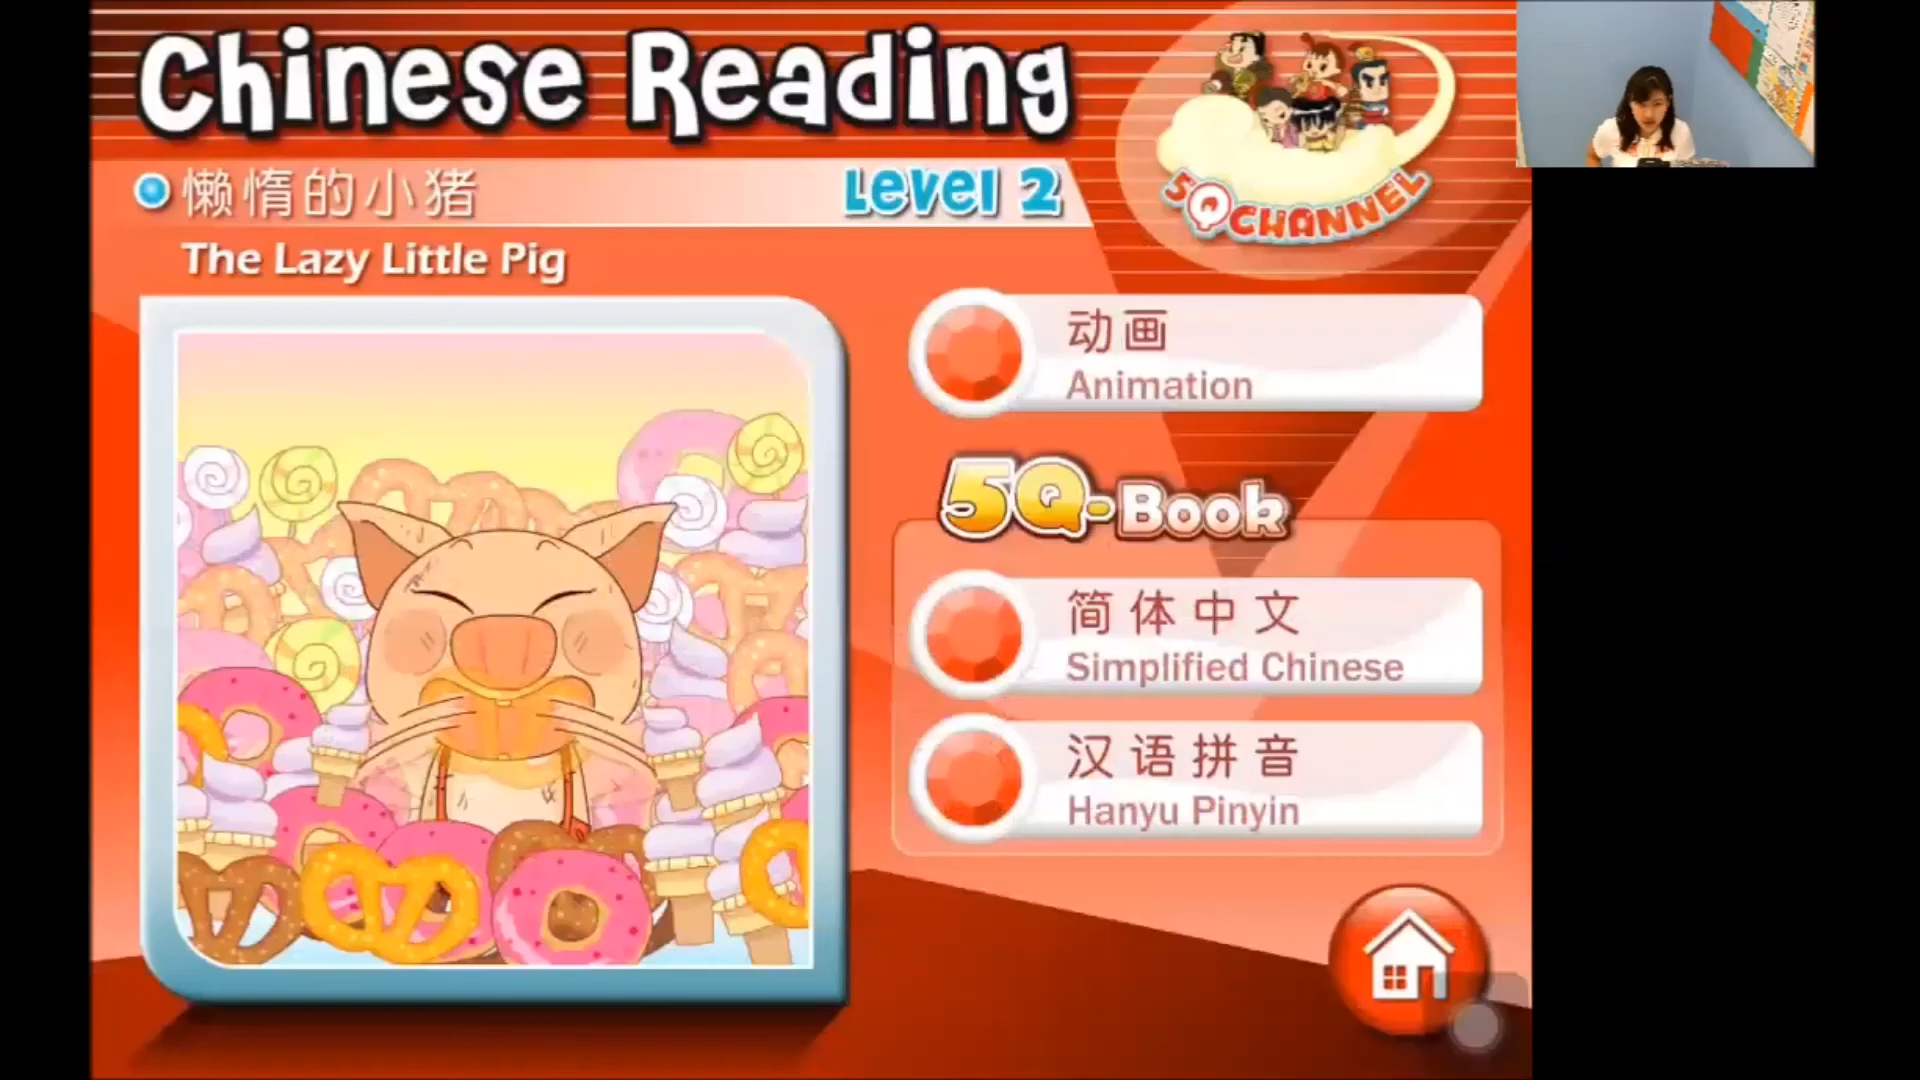 Chinese Reading
懒惰的小猪
Level 2
The Lazy Little Pig
5Q CHANNEL
动画
Animation
5Q-Book
简体中文
Simplified Chinese
汉语拼音
Hanyu Pinyin